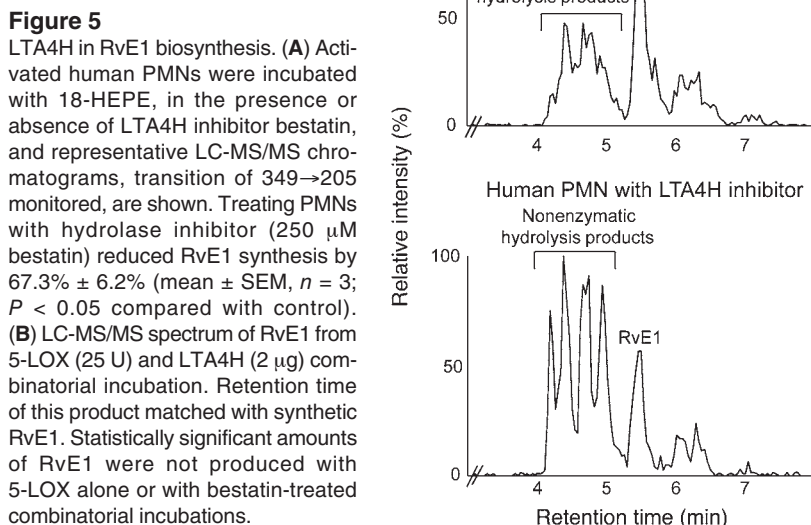 Figure 5
LTA4H in RvE1 biosynthesis. (A) Acti-
vated human PMNs were incubated
with 18-HEPE, in the presence or
absence of LTA4H inhibitor bestatin,
and representative LC-MS/MS chro-
matograms, transition of 349→205
monitored, are shown. Treating PMNs
with hydrolase inhibitor (250 μM
bestatin) reduced RvE1 synthesis by
67.3% ± 6.2% (mean ± SEM, n = 3;
P < 0.05 compared with control).
(B) LC-MS/MS spectrum of RvE1 from
5-LOX (25 U) and LTA4H (2 μg) com-
binatorial incubation. Retention time
of this product matched with synthetic
RvE1. Statistically significant amounts
of RvE1 were not produced with
5-LOX alone or with bestatin-treated
combinatorial incubations.
hydrolysis products
50
0
4 5 6 7
Relative intensity (%)
Human PMN with LTA4H inhibitor
Nonenzymatic
hydrolysis products
100
RvE1
50
0
4 5 6 7
Retention time (min)